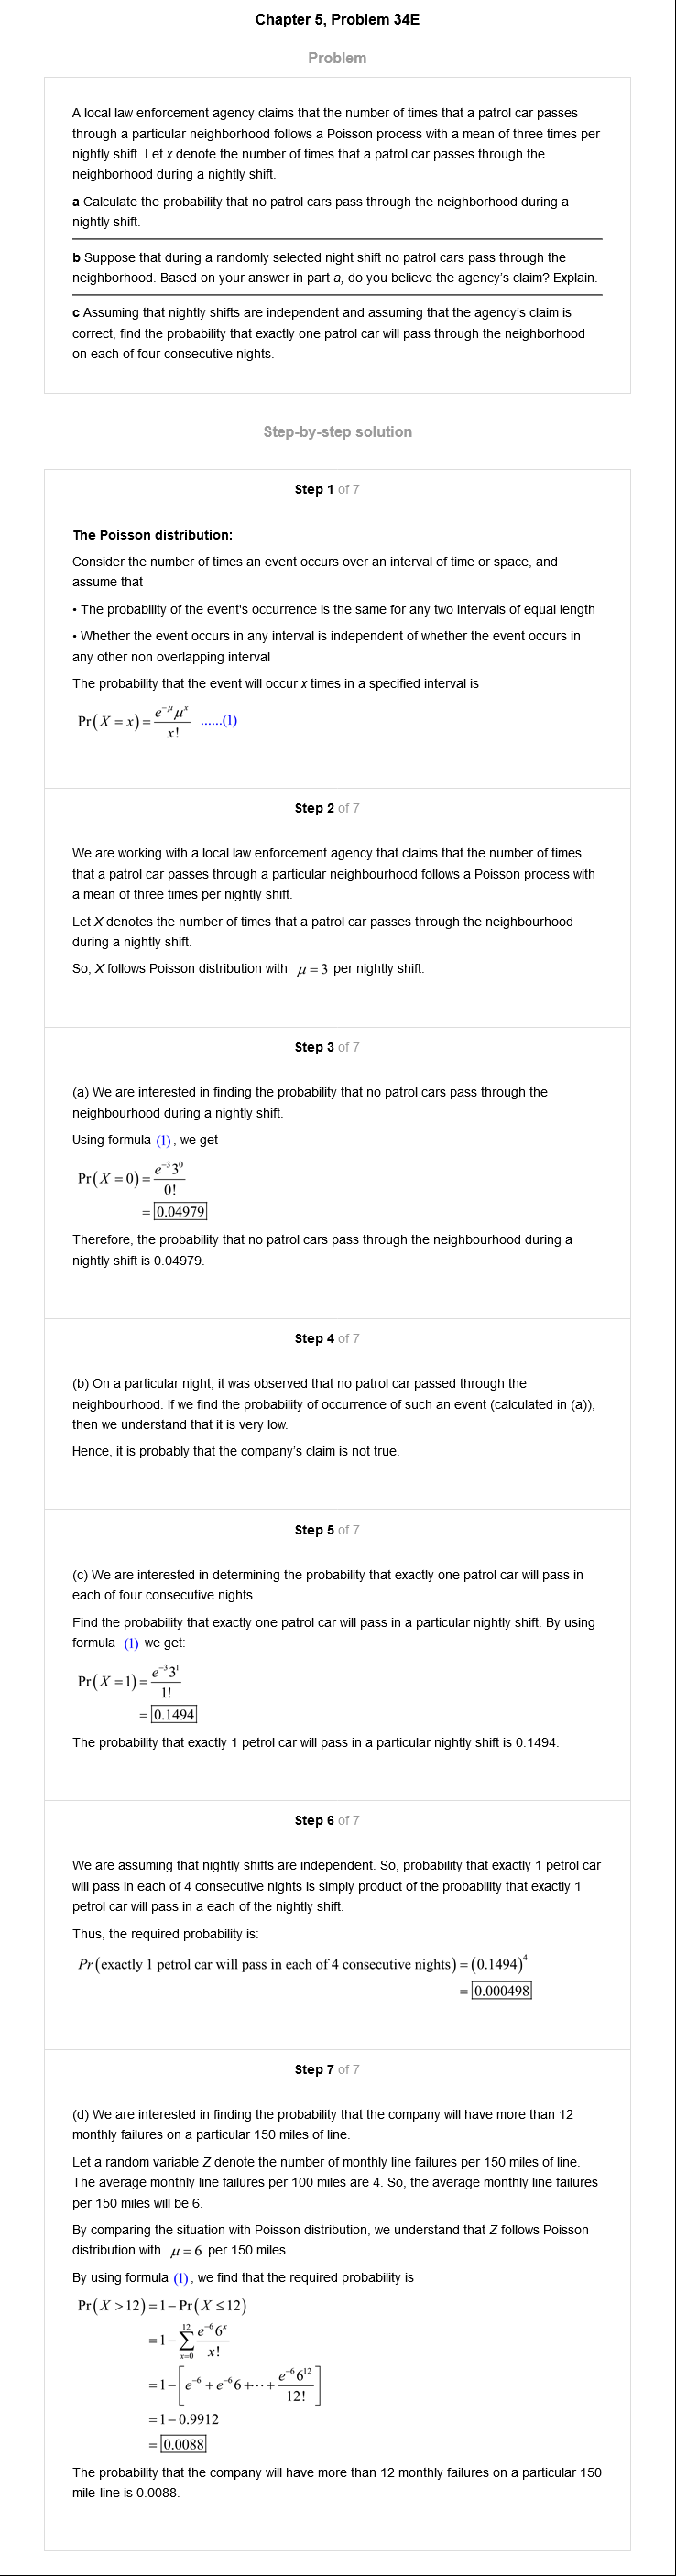 Chapter 5, Problem 34E
Problem
A local law enforcement agency claims that the number of times that a patrol car passes
through a particular neighborhood follows a Poisson process with a mean of three times per
nightly shift. Let x denote the number of times that a patrol car passes through the
neighborhood during a nightly shift.
a Calculate the probability that no patrol cars pass through the neighborhood during a
nightly shift.
b Suppose that during a randomly selected night shift no patrol cars pass through the
neighborhood. Based on your answer in part a, do you believe the agency's claim? Explain.
c Assuming that nightly shifts are independent and assuming that the agency's claim is
correct, find the probability that exactly one patrol car will pass through the neighborhood
on each of four consecutive nights.
Step-by-step solution
Step 1 of 7
The Poisson distribution:
Consider the number of times an event occurs over an interval of time or space, and
assume that
• The probability of the event's occurrence is the same for any two intervals of equal length
• Whether the event occurs in any interval is independent of whether the event occurs in
any other non overlapping interval
The probability that the event will occur x times in a specified interval is
Pr(X = x) = e^{-μ} μ^x / x! ......(1)
Step 2 of 7
We are working with a local law enforcement agency that claims that the number of times
that a patrol car passes through a particular neighbourhood follows a Poisson process with
a mean of three times per nightly shift.
Let X denotes the number of times that a patrol car passes through the neighbourhood
during a nightly shift.
So, X follows Poisson distribution with μ = 3 per nightly shift.
Step 3 of 7
(a) We are interested in finding the probability that no patrol cars pass through the
neighbourhood during a nightly shift.
Using formula (1), we get
Pr(X = 0) = e^{-3} 3^0 / 0!
= 0.04979
Therefore, the probability that no patrol cars pass through the neighbourhood during a
nightly shift is 0.04979.
Step 4 of 7
(b) On a particular night, it was observed that no patrol car passed through the
neighbourhood. If we find the probability of occurrence of such an event (calculated in (a)),
then we understand that it is very low.
Hence, it is probably that the company's claim is not true.
Step 5 of 7
(c) We are interested in determining the probability that exactly one patrol car will pass in
each of four consecutive nights.
Find the probability that exactly one patrol car will pass in a particular nightly shift. By using
formula (1) we get:
Pr(X = 1) = e^{-3} 3^1 / 1!
= 0.1494
The probability that exactly 1 petrol car will pass in a particular nightly shift is 0.1494.
Step 6 of 7
We are assuming that nightly shifts are independent. So, probability that exactly 1 petrol car
will pass in each of 4 consecutive nights is simply product of the probability that exactly 1
petrol car will pass in a each of the nightly shift.
Thus, the required probability is:
Pr(exactly 1 petrol car will pass in each of 4 consecutive nights) = (0.1494)^4
= 0.000498
Step 7 of 7
(d) We are interested in finding the probability that the company will have more than 12
monthly failures on a particular 150 miles of line.
Let a random variable Z denote the number of monthly line failures per 150 miles of line.
The average monthly line failures per 100 miles are 4. So, the average monthly line failures
per 150 miles will be 6.
By comparing the situation with Poisson distribution, we understand that Z follows Poisson
distribution with μ = 6 per 150 miles.
By using formula (1), we find that the required probability is
Pr(X > 12) = 1 − Pr(X ≤ 12)
= 1 − ∑_{x=0}^{12} e^{-6} 6^x / x!
= 1 − [e^{-6} + e^{-6} 6 + ··· + e^{-6} 6^{12} / 12!]
= 1 − 0.9912
= 0.0088
The probability that the company will have more than 12 monthly failures on a particular 150
mile-line is 0.0088.